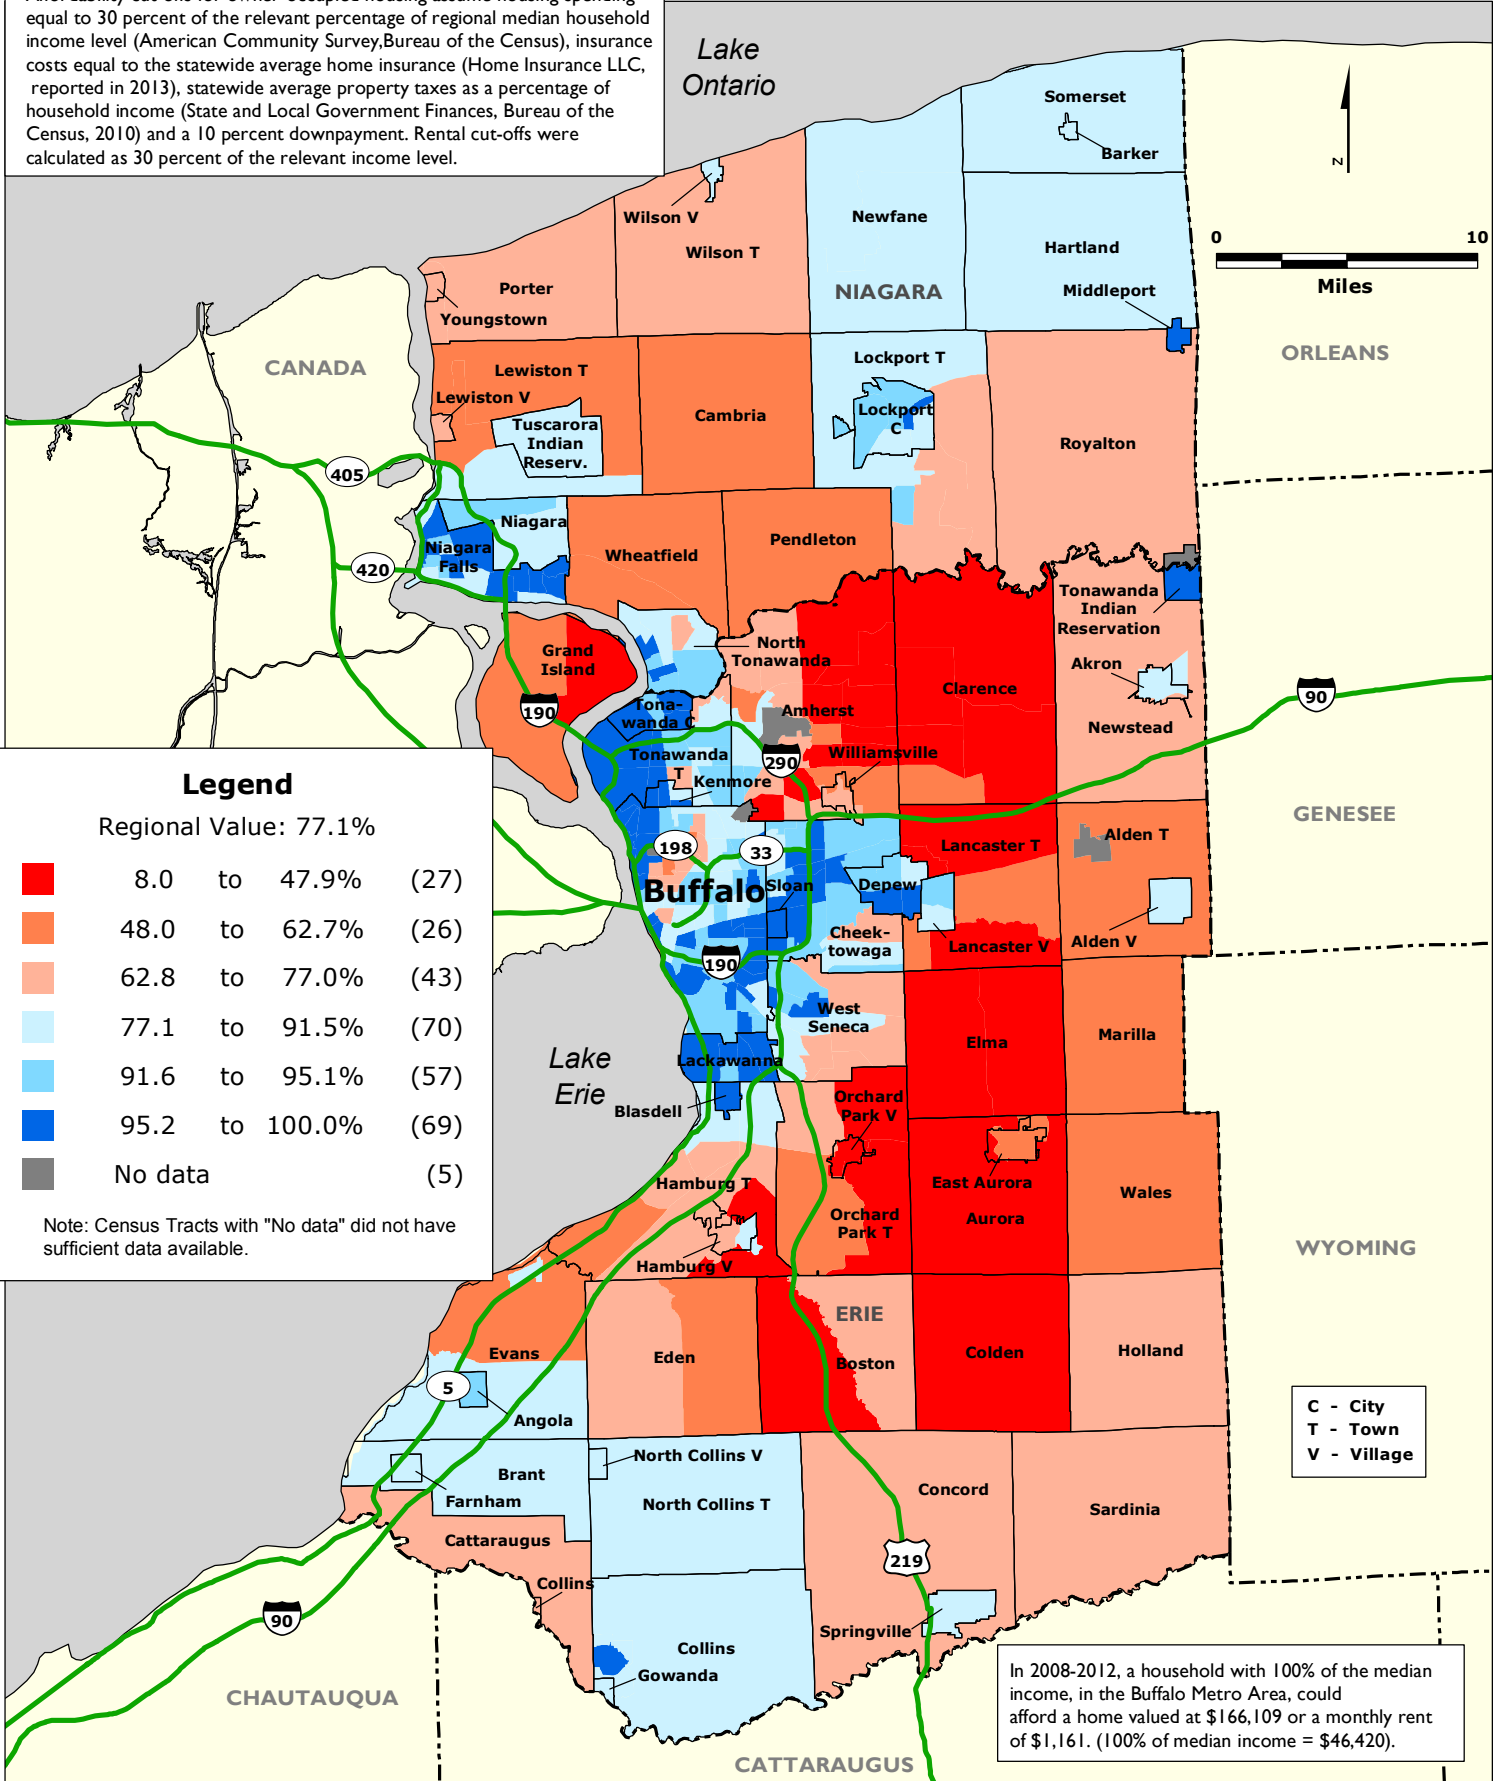 equal to 30 percent of the relevant percentage of regional median household
income level (American Community Survey,Bureau of the Census), insurance
costs equal to the statewide average home insurance (Home Insurance LLC,
reported in 2013), statewide average property taxes as a percentage of
household income (State and Local Government Finances, Bureau of the
Census, 2010) and a 10 percent downpayment. Rental cut-offs were
calculated as 30 percent of the relevant income level.
Lake
Ontario
Somerset
Barker
N
Wilson V
Wilson T
Newfane
Hartland
0 10
Miles
NIAGARA
Middleport
Porter
Youngstown
CANADA
ORLEANS
Lockport T
Lewiston T
Lewiston V
Tuscarora
Indian
Reserv.
Cambria
Lockport
C
Royalton
405
Niagara
Niagara
Falls
420
Wheatfield
Pendleton
Tonawanda
Indian
Reservation
Grand
Island
North
Tonawanda
Akron
Clarence
190
Tona-
wanda C
Amherst
Newstead
90
Tonawanda
T
Williamsville
290
Kenmore
GENESEE
Legend
Regional Value: 77.1%
8.0 to 47.9% (27)
48.0 to 62.7% (26)
62.8 to 77.0% (43)
77.1 to 91.5% (70)
91.6 to 95.1% (57)
95.2 to 100.0% (69)
No data (5)
Note: Census Tracts with "No data" did not have
sufficient data available.
198
33
Lancaster T
Alden T
Buffalo
Sloan
Depew
Cheek-
towaga
Lancaster V
Alden V
190
West
Seneca
Elma
Marilla
Lake
Erie
Lackawanna
Blasdell
Orchard
Park V
Hamburg T
East Aurora
Aurora
Wales
Orchard
Park T
WYOMING
Hamburg V
ERIE
Evans
Eden
Boston
Colden
Holland
5
Angola
C - City
T - Town
V - Village
North Collins V
Brant
Farnham
North Collins T
Concord
Sardinia
Cattaraugus
219
Collins
90
Springville
Collins
Gowanda
CHAUTAUQUA
In 2008-2012, a household with 100% of the median
income, in the Buffalo Metro Area, could
afford a home valued at $166,109 or a monthly rent
of $1,161. (100% of median income = $46,420).
CATTARAUGUS